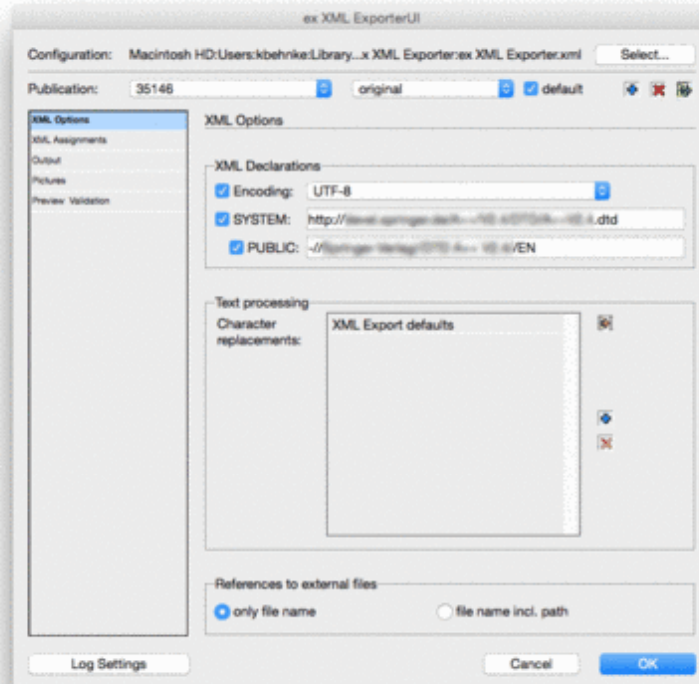 ex XML ExporterUI
Configuration: Macintosh HD:Users:kbehnke:Library...x XML Exporter:ex XML Exporter.xml Select...
Publication: 35146 original default
XML Options
XML Assignments
Output
Pictures
Preview Validation
XML Options
XML Declarations
Encoding: UTF-8
SYSTEM: http:// .dtd
PUBLIC: -// /EN
Text processing
Character
replacements:
XML Export defaults
References to external files
only file name file name incl. path
Log Settings Cancel OK